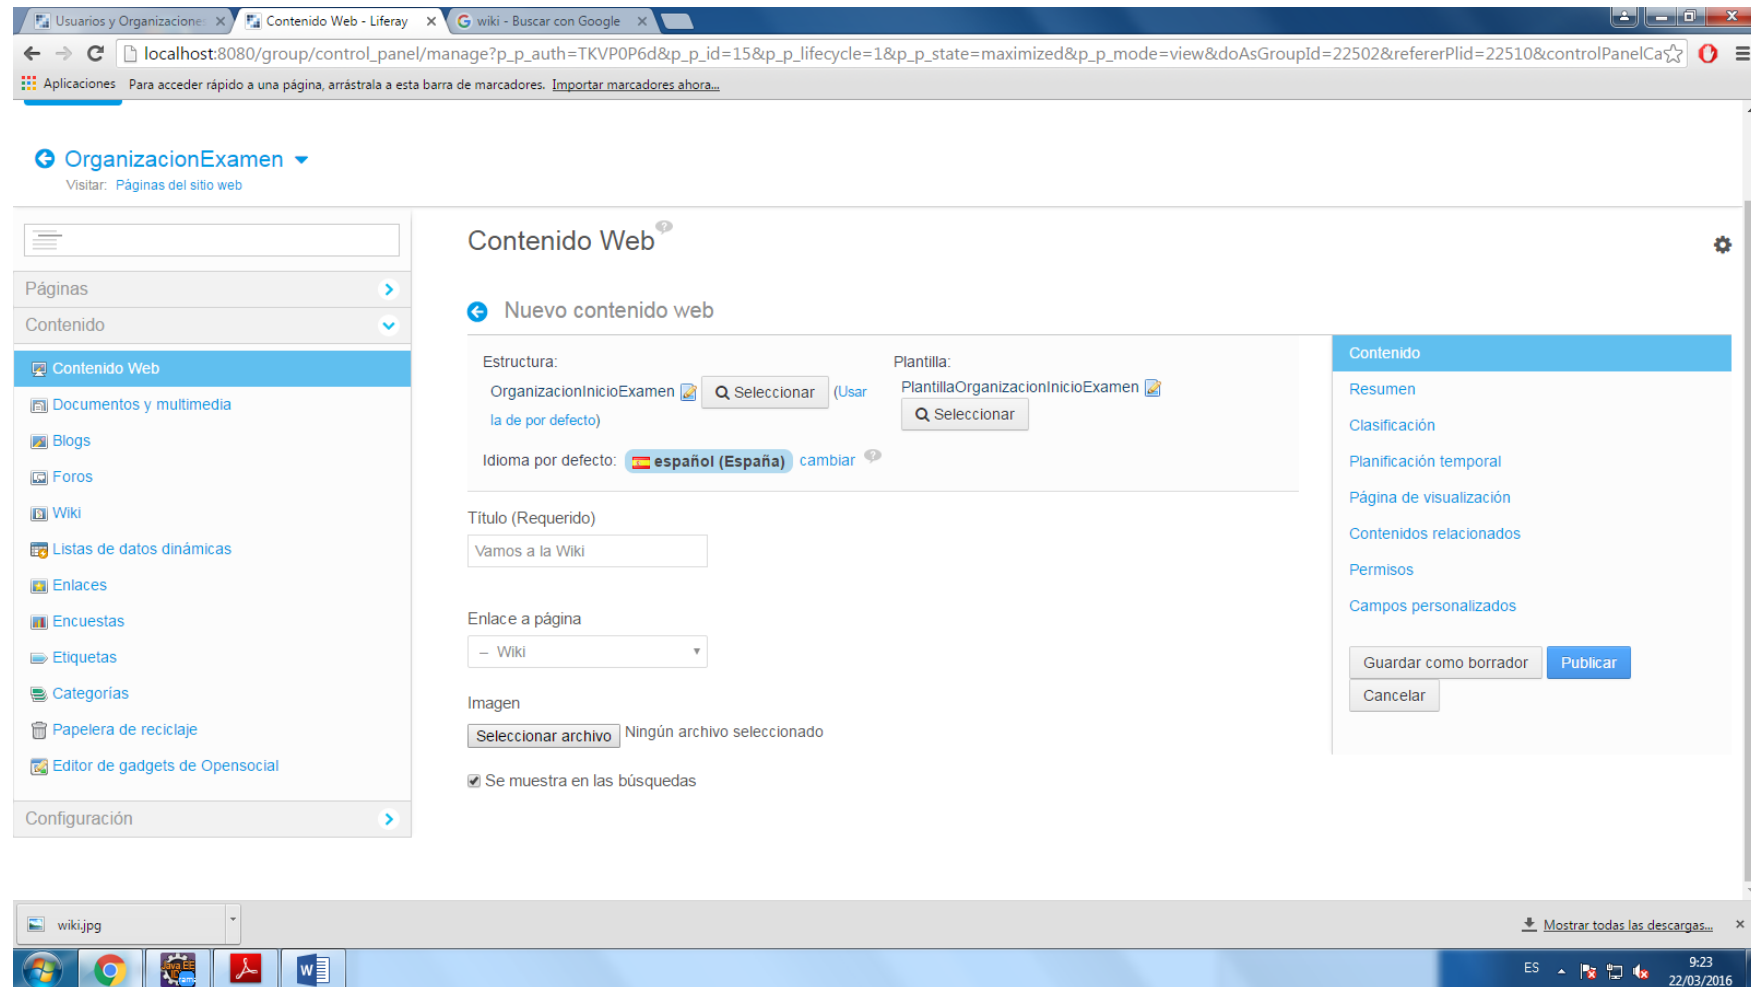 Usuarios y Organizaciones
Contenido Web - Liferay
wiki - Buscar con Google
localhost:8080/group/control_panel/manage?p_p_auth=TKVP0P6d&p_p_id=15&p_p_lifecycle=1&p_p_state=maximized&p_p_mode=view&doAsGroupId=22502&refererPlid=22510&controlPanelCa
Aplicaciones Para acceder rápido a una página, arrástrala a esta barra de marcadores. Importar marcadores ahora...
OrganizacionExamen
Visitar: Páginas del sitio web
Páginas
Contenido
Contenido Web
Documentos y multimedia
Blogs
Foros
Wiki
Listas de datos dinámicas
Enlaces
Encuestas
Etiquetas
Categorías
Papelera de reciclaje
Editor de gadgets de Opensocial
Configuración
Contenido Web
Nuevo contenido web
Estructura:
OrganizacionInicioExamen Seleccionar (Usar
la de por defecto)
Plantilla:
PlantillaOrganizacionInicioExamen
Seleccionar
Idioma por defecto: español (España) cambiar
Título (Requerido)
Vamos a la Wiki
Enlace a página
– Wiki
Imagen
Seleccionar archivo Ningún archivo seleccionado
Se muestra en las búsquedas
Contenido
Resumen
Clasificación
Planificación temporal
Página de visualización
Contenidos relacionados
Permisos
Campos personalizados
Guardar como borrador Publicar
Cancelar
wiki.jpg
Mostrar todas las descargas...
Java EE
W
ES
9:23
22/03/2016